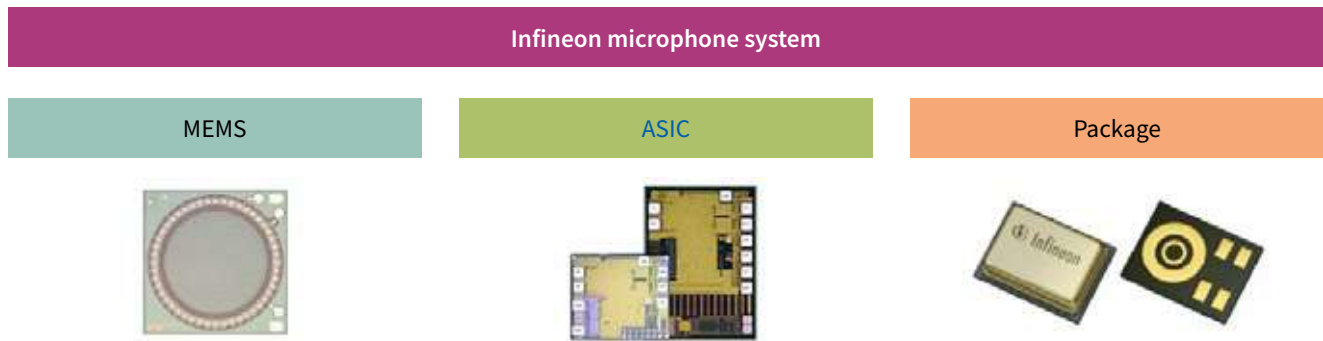 Infineon microphone system
MEMS
ASIC
Package
Infineon